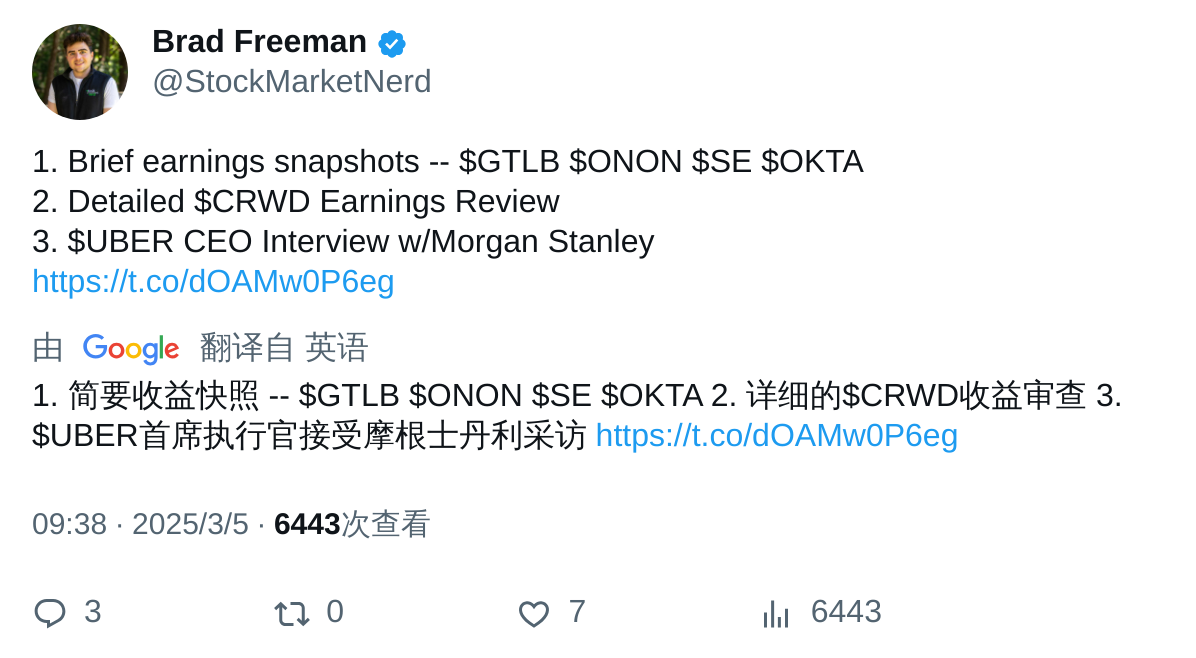 Brad Freeman
@StockMarketNerd
1. Brief earnings snapshots -- $GTLB $ONON $SE $OKTA
2. Detailed $CRWD Earnings Review
3. $UBER CEO Interview w/Morgan Stanley
https://t.co/dOAMw0P6eg
由 Google 翻译自 英语
1. 简要收益快照 -- $GTLB $ONON $SE $OKTA 2. 详细的$CRWD收益审查 3.
$UBER首席执行官接受摩根士丹利采访 https://t.co/dOAMw0P6eg
09:38 · 2025/3/5 · 6443次查看
3 0 7 6443